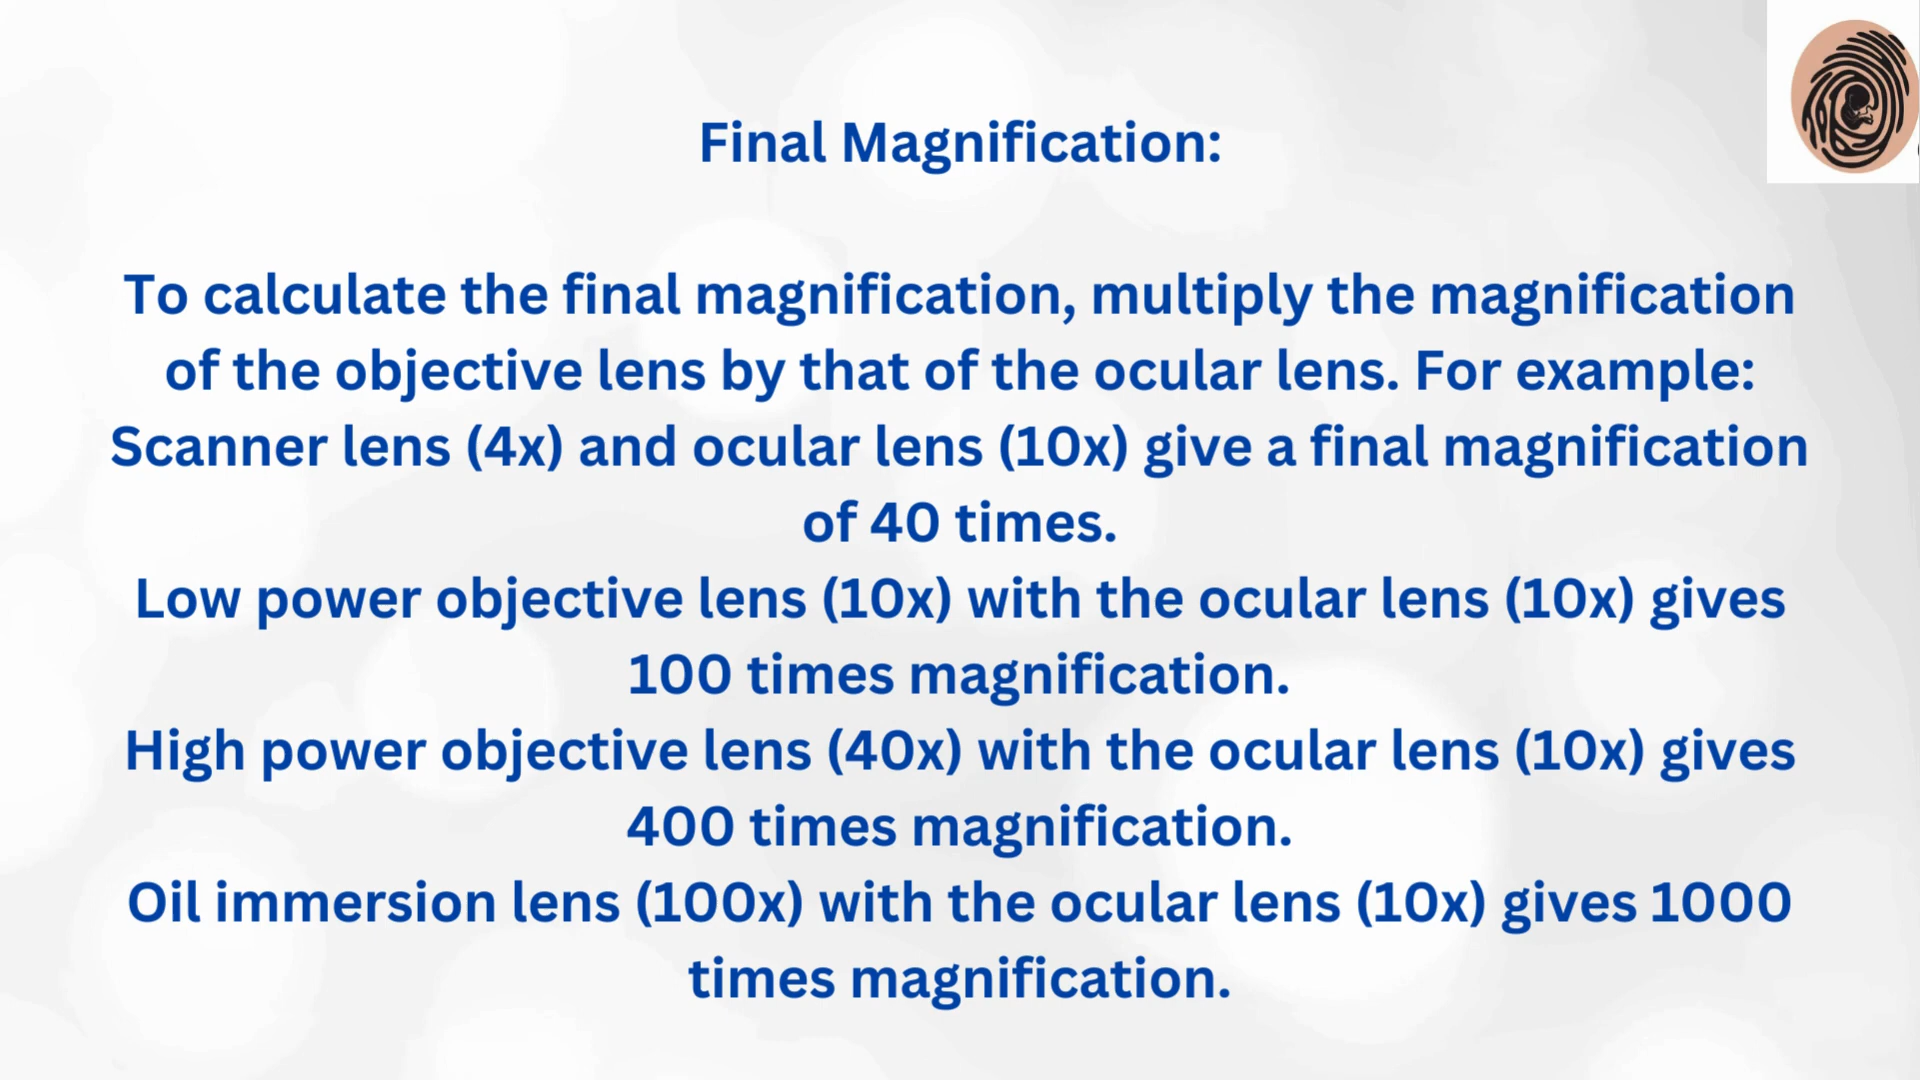 Final Magnification:
To calculate the final magnification, multiply the magnification
of the objective lens by that of the ocular lens. For example:
Scanner lens (4x) and ocular lens (10x) give a final magnification
of 40 times.
Low power objective lens (10x) with the ocular lens (10x) gives
100 times magnification.
High power objective lens (40x) with the ocular lens (10x) gives
400 times magnification.
Oil immersion lens (100x) with the ocular lens (10x) gives 1000
times magnification.